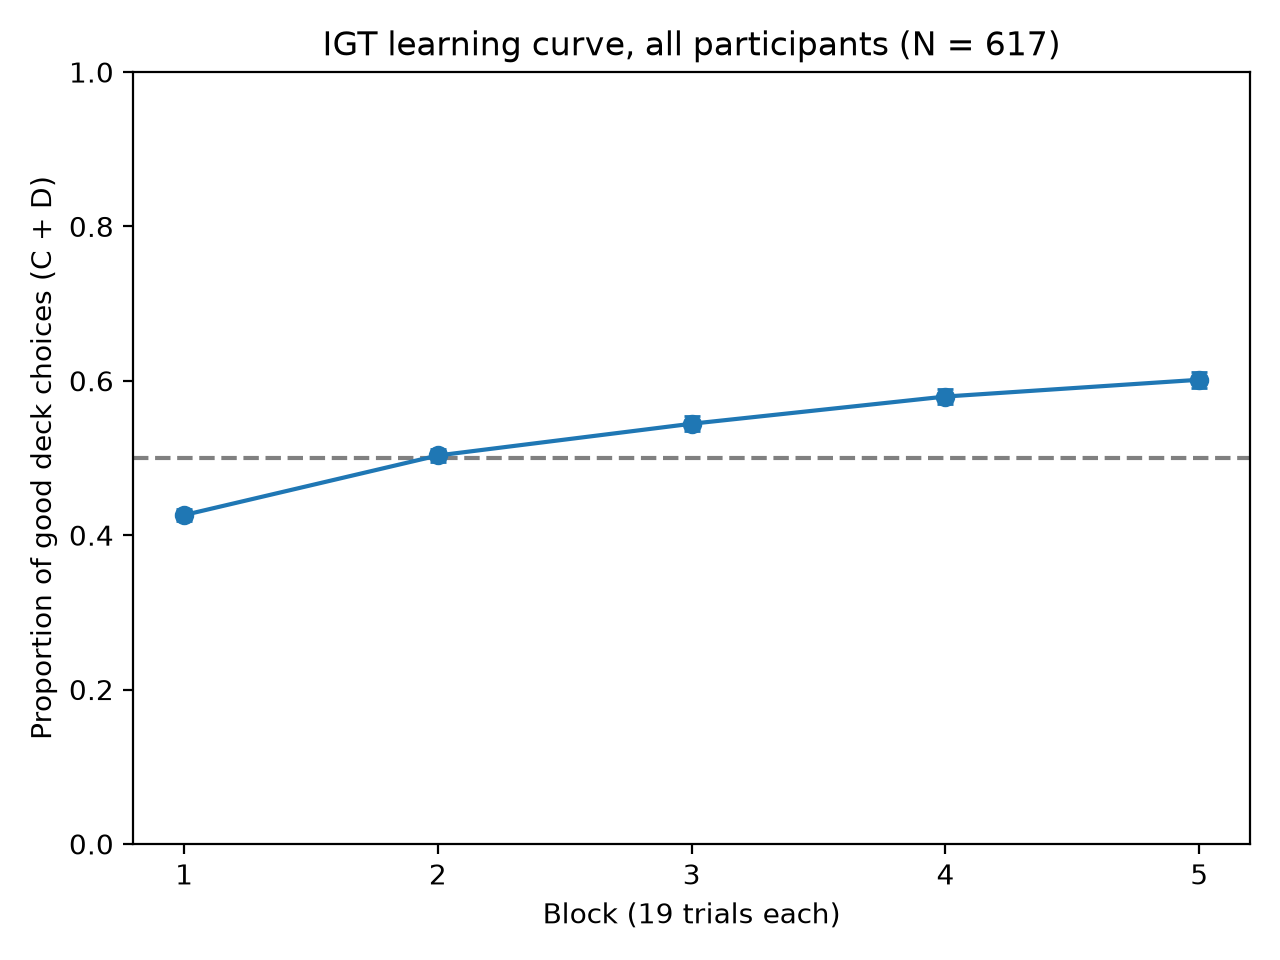 IGT learning curve, all participants (N = 617)
Proportion of good deck choices (C + D)
1.0
0.8
0.6
0.4
0.2
0.0
1 2 3 4 5
Block (19 trials each)